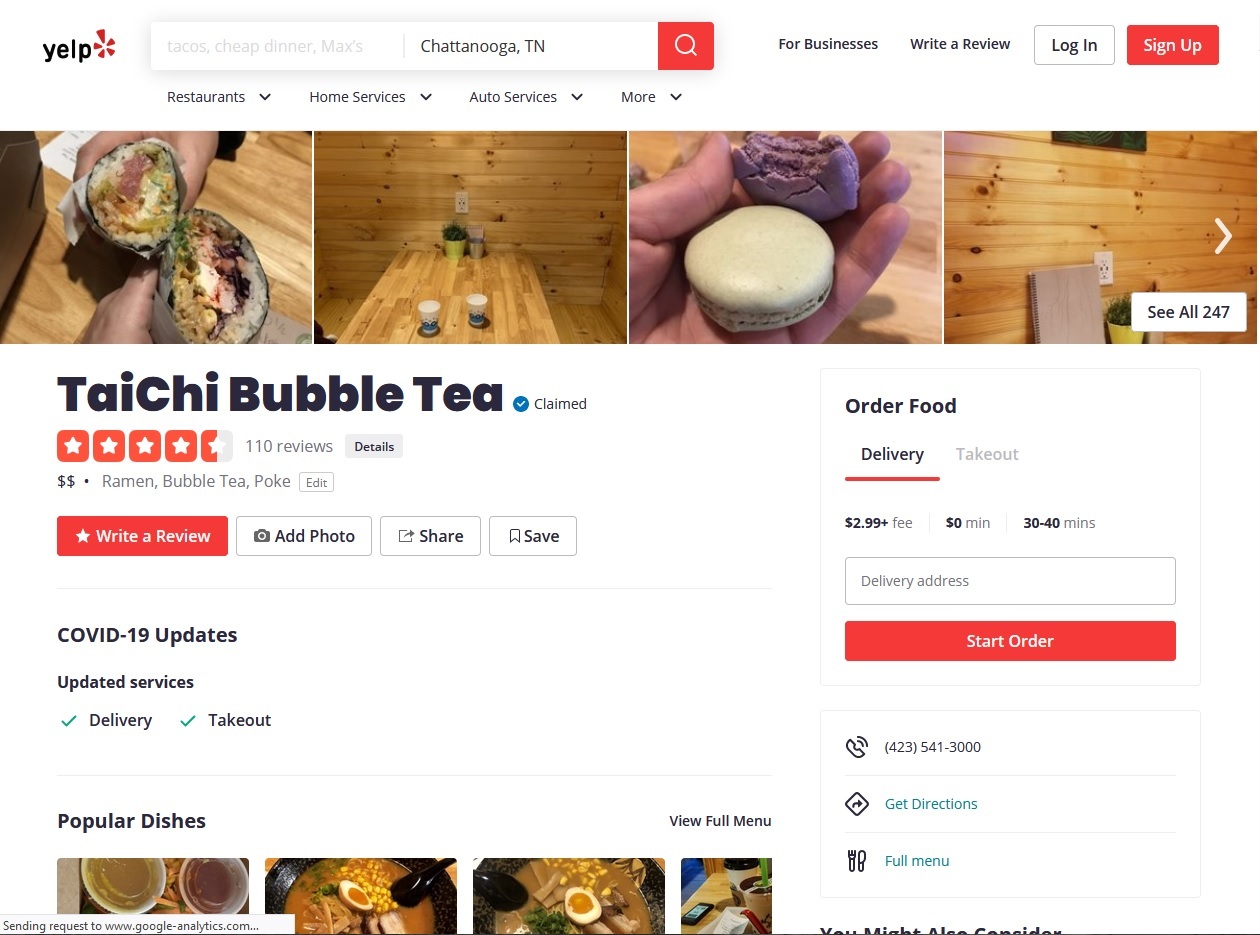 yelp
tacos, cheap dinner, Max's
Chattanooga, TN
For Businesses
Write a Review
Log In
Sign Up
Restaurants
Home Services
Auto Services
More
See All 247
TaiChi Bubble Tea
Claimed
110 reviews
Details
$$ • Ramen, Bubble Tea, Poke
Edit
Write a Review
Add Photo
Share
Save
COVID-19 Updates
Updated services
Delivery
Takeout
Popular Dishes
View Full Menu
Order Food
Delivery
Takeout
$2.99+ fee
$0 min
30-40 mins
Delivery address
Start Order
(423) 541-3000
Get Directions
Full menu
You Might Also Consider
Sending request to www.google-analytics.com...